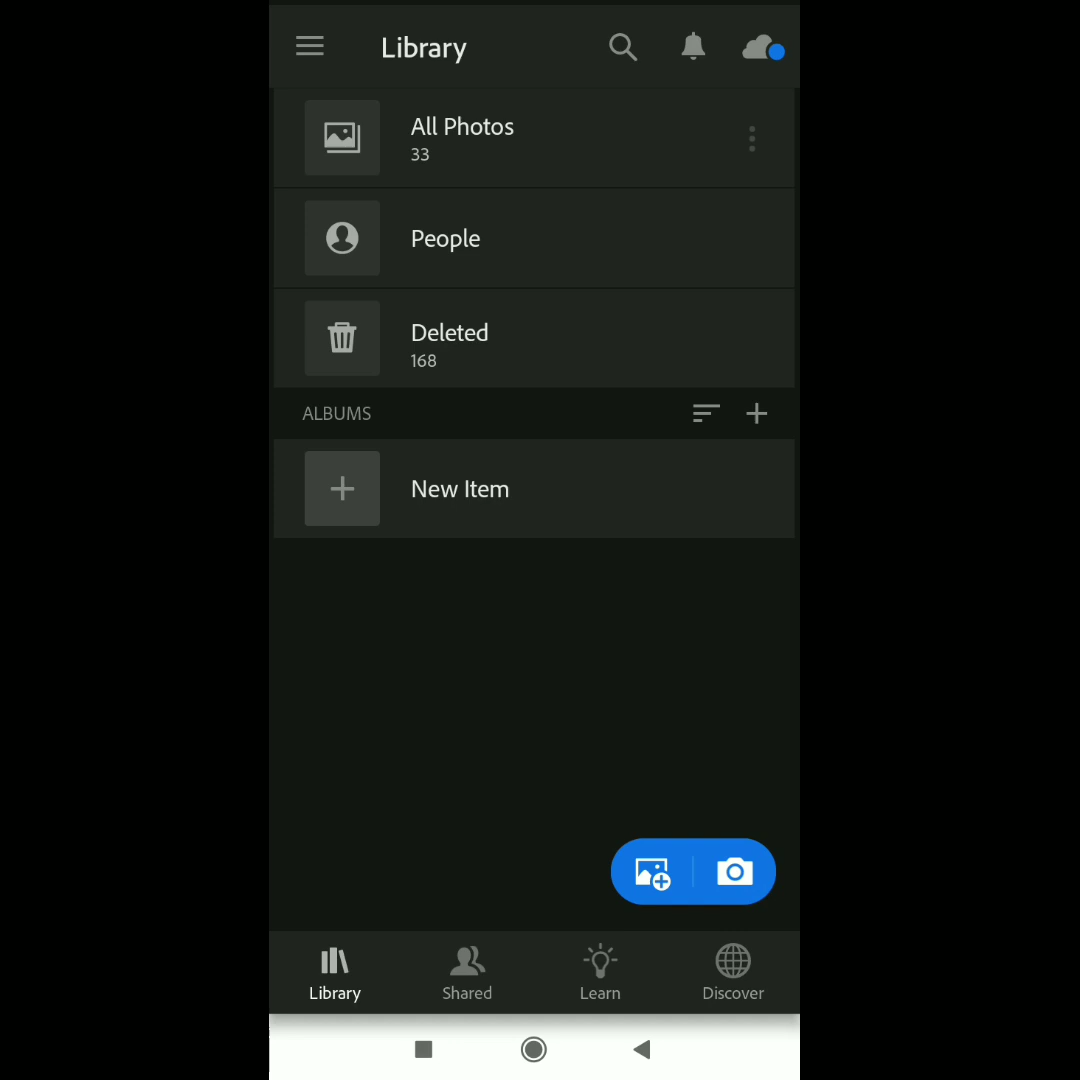 Library
All Photos
33
People
Deleted
168
ALBUMS
New Item
Library
Shared
Learn
Discover